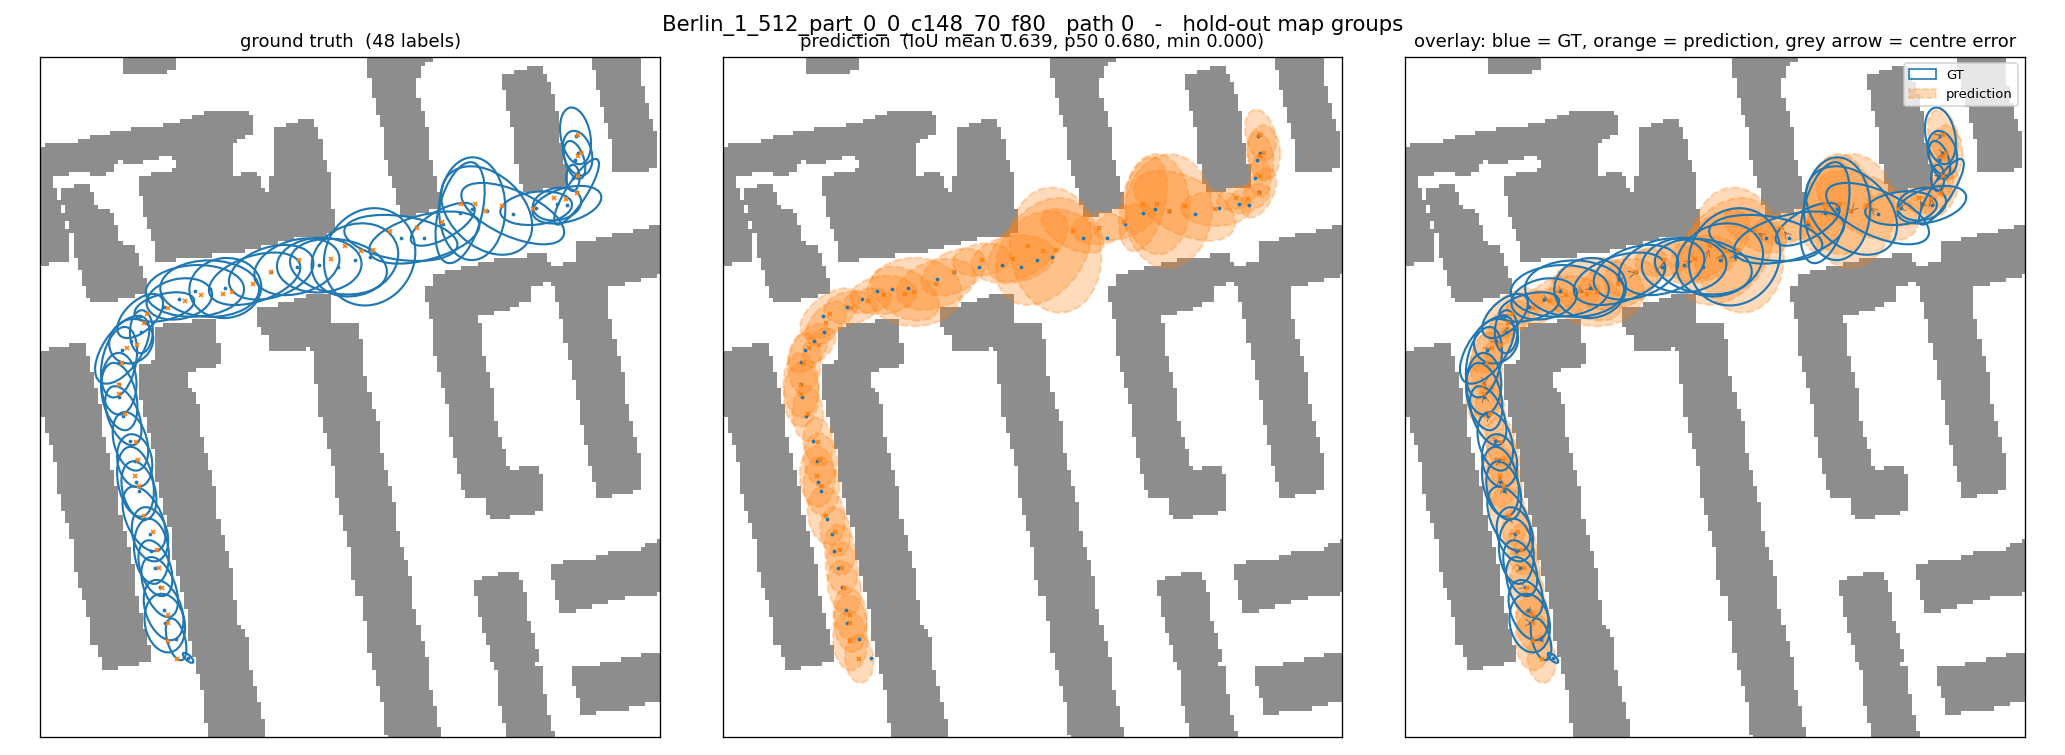 Berlin_1_512_part_0_0_c148_70_f80   path 0   -   hold-out map groups
ground truth  (48 labels)
prediction  (IoU mean 0.639, p50 0.680, min 0.000)
overlay: blue = GT, orange = prediction, grey arrow = centre error
GT
prediction